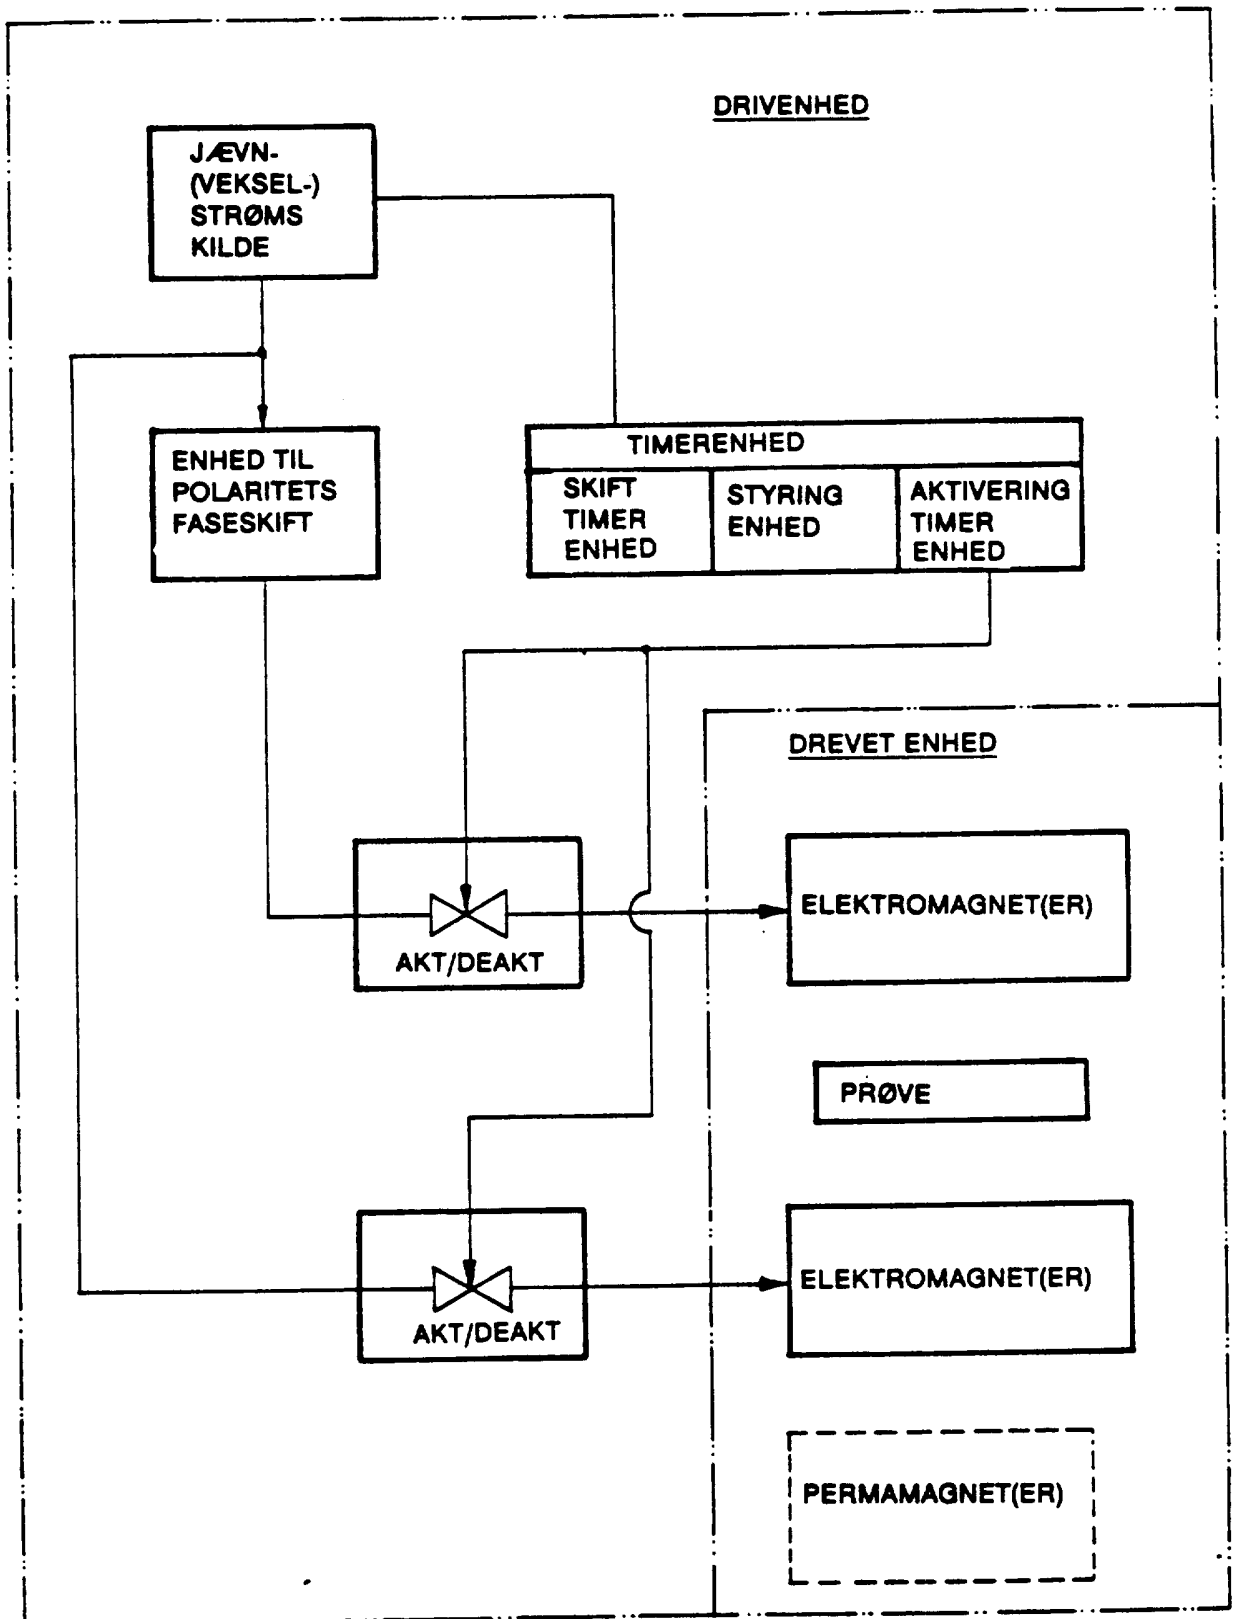 DRIVENHED
JÆVN-
(VEKSEL-)
STRØMS
KILDE
ENHED TIL
POLARITETS
FASESKIFT
TIMERENHED
SKIFT
TIMER
ENHED
STYRING
ENHED
AKTIVERING
TIMER
ENHED
DREVET ENHED
AKT/DEAKT
ELEKTROMAGNET(ER)
PRØVE
AKT/DEAKT
ELEKTROMAGNET(ER)
PERMAMAGNET(ER)